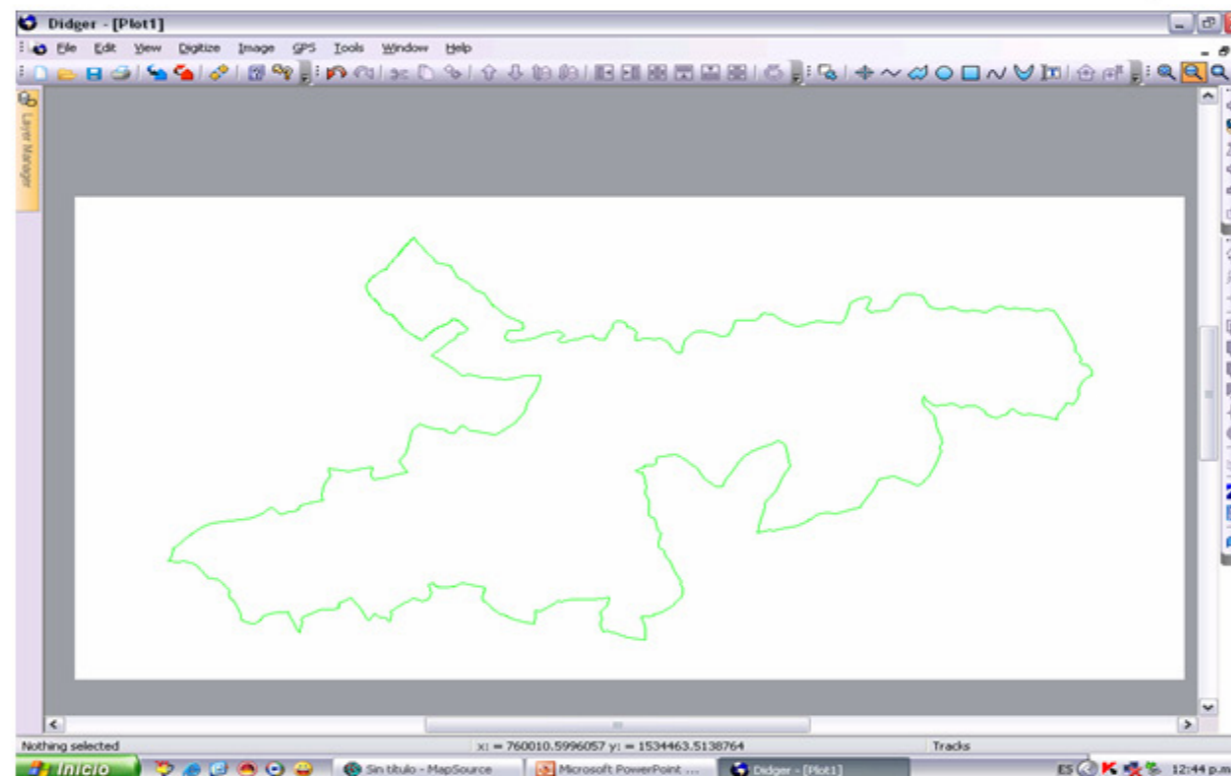 Didger - [Plot1]
File Edit View Digitize Image GPS Tools Window Help
Layer Manager
Nothing selected x: = 760010.5996057 y: = 1534463.5138764 Tracks
Inicio Sin título - MapSource Microsoft PowerPoint ... Didger - [Plot1] ES 12:44 p.m